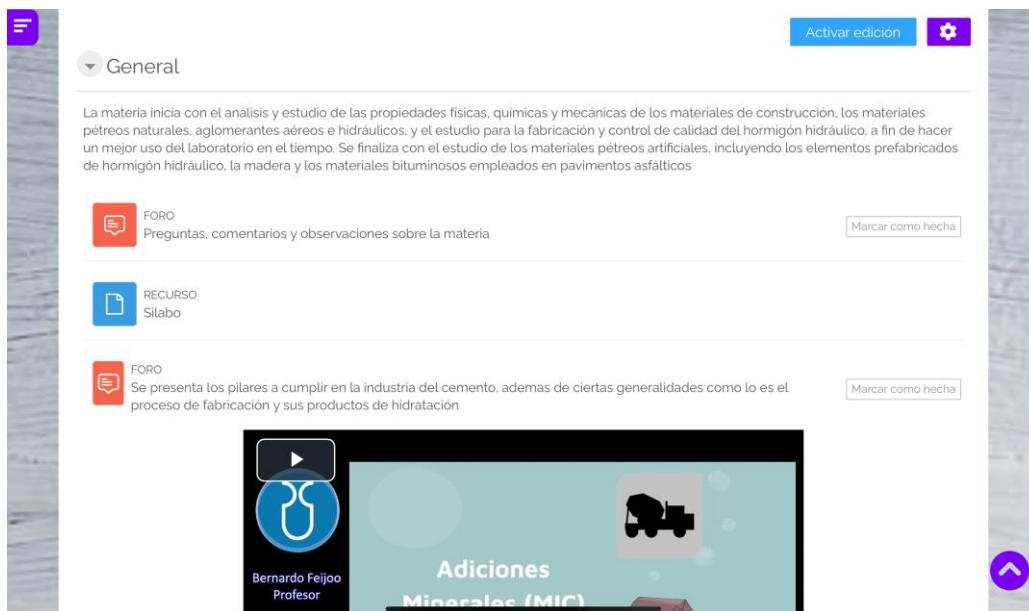 Activar edición
General
La materia inicia con el análisis y estudio de las propiedades físicas, químicas y mecánicas de los materiales de construcción, los materiales
pétreos naturales, aglomerantes aéreos e hidráulicos, y el estudio para la fabricación y control de calidad del hormigón hidráulico, a fin de hacer
un mejor uso del laboratorio en el tiempo. Se finaliza con el estudio de los materiales pétreos artificiales, incluyendo los elementos prefabricados
de hormigón hidráulico, la madera y los materiales bituminosos empleados en pavimentos asfálticos
FORO
Preguntas, comentarios y observaciones sobre la materia
Marcar como hecha
RECURSO
Sílabo
FORO
Se presenta los pilares a cumplir en la industria del cemento, ademas de ciertas generalidades como lo es el
proceso de fabricación y sus productos de hidratación
Marcar como hecha
Bernardo Feijoo
Profesor
Adiciones
Minerales (MIC)